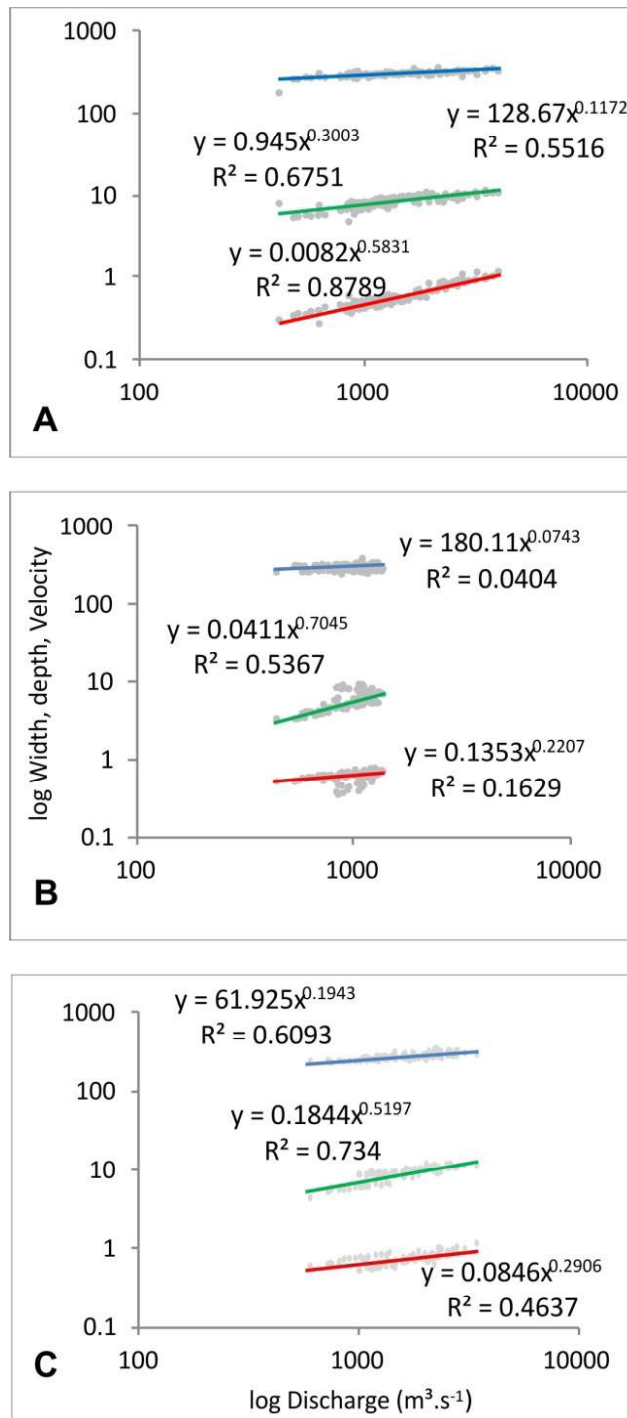 1000
y = 128.67x^0.1172
R² = 0.5516
100
y = 0.945x^0.3003
R² = 0.6751
10
y = 0.0082x^0.5831
R² = 0.8789
1
0.1
100
1000
10000
A
1000
y = 180.11x^0.0743
R² = 0.0404
100
y = 0.0411x^0.7045
R² = 0.5367
10
1
y = 0.1353x^0.2207
R² = 0.1629
0.1
100
1000
10000
log Width, depth, Velocity
B
y = 61.925x^0.1943
R² = 0.6093
1000
100
y = 0.1844x^0.5197
R² = 0.734
10
1
y = 0.0846x^0.2906
R² = 0.4637
0.1
100
1000
10000
C
log Discharge (m³.s⁻¹)